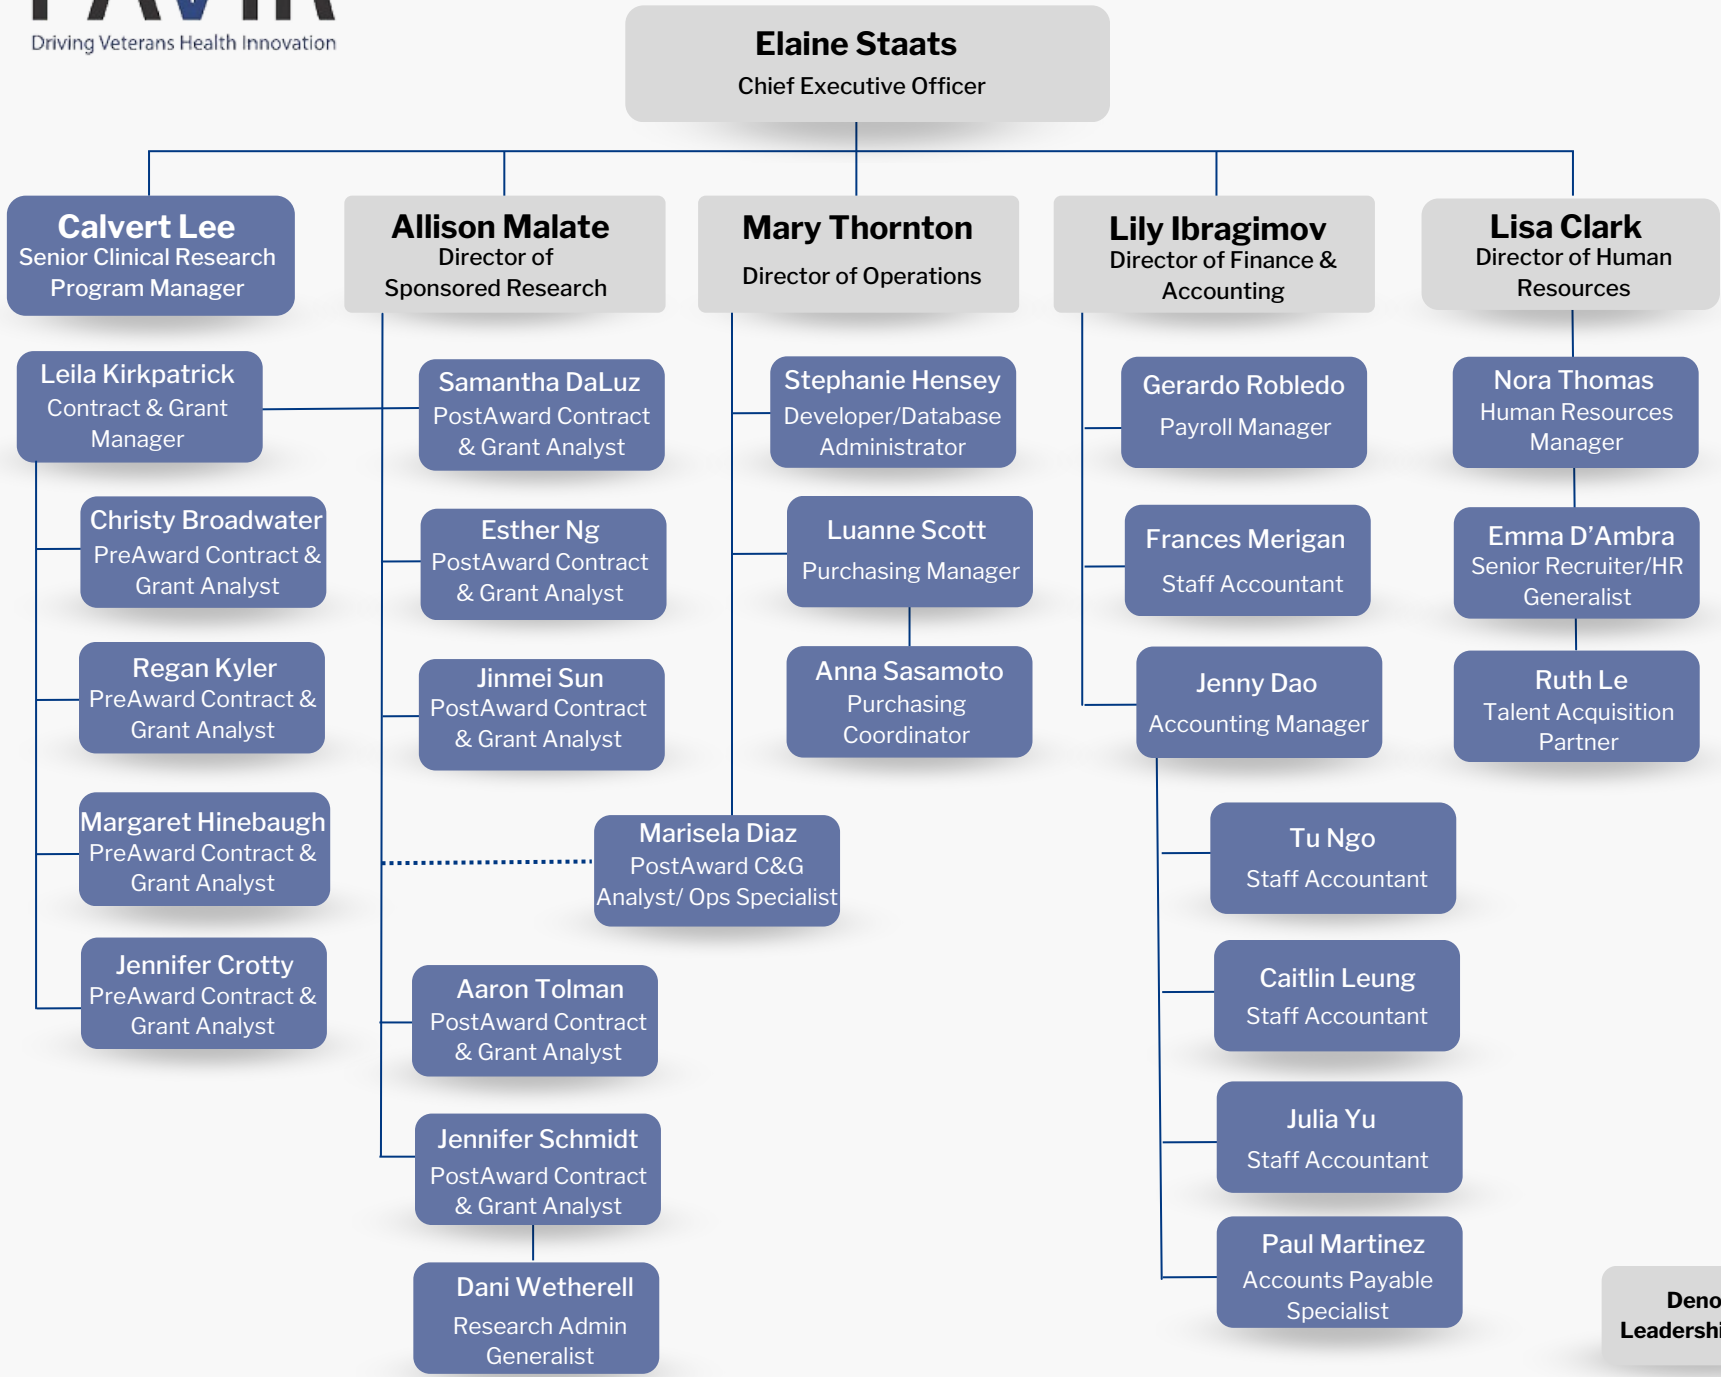 Driving Veterans Health Innovation
Elaine Staats
Chief Executive Officer
Calvert Lee
Senior Clinical Research
Program Manager
Allison Malate
Director of
Sponsored Research
Mary Thornton
Director of Operations
Lily Ibragimov
Director of Finance &
Accounting
Lisa Clark
Director of Human
Resources
Leila Kirkpatrick
Contract & Grant
Manager
Christy Broadwater
PreAward Contract &
Grant Analyst
Regan Kyler
PreAward Contract &
Grant Analyst
Margaret Hinebaugh
PreAward Contract &
Grant Analyst
Jennifer Crotty
PreAward Contract &
Grant Analyst
Samantha DaLuz
PostAward Contract
& Grant Analyst
Esther Ng
PostAward Contract
& Grant Analyst
Jinmei Sun
PostAward Contract
& Grant Analyst
Marisela Diaz
PostAward C&G
Analyst/ Ops Specialist
Aaron Tolman
PostAward Contract
& Grant Analyst
Jennifer Schmidt
PostAward Contract
& Grant Analyst
Dani Wetherell
Research Admin
Generalist
Stephanie Hensey
Developer/Database
Administrator
Luanne Scott
Purchasing Manager
Anna Sasamoto
Purchasing
Coordinator
Gerardo Robledo
Payroll Manager
Frances Merigan
Staff Accountant
Jenny Dao
Accounting Manager
Tu Ngo
Staff Accountant
Caitlin Leung
Staff Accountant
Julia Yu
Staff Accountant
Paul Martinez
Accounts Payable
Specialist
Nora Thomas
Human Resources
Manager
Emma D’Ambra
Senior Recruiter/HR
Generalist
Ruth Le
Talent Acquisition
Partner
Deno
Leadershi